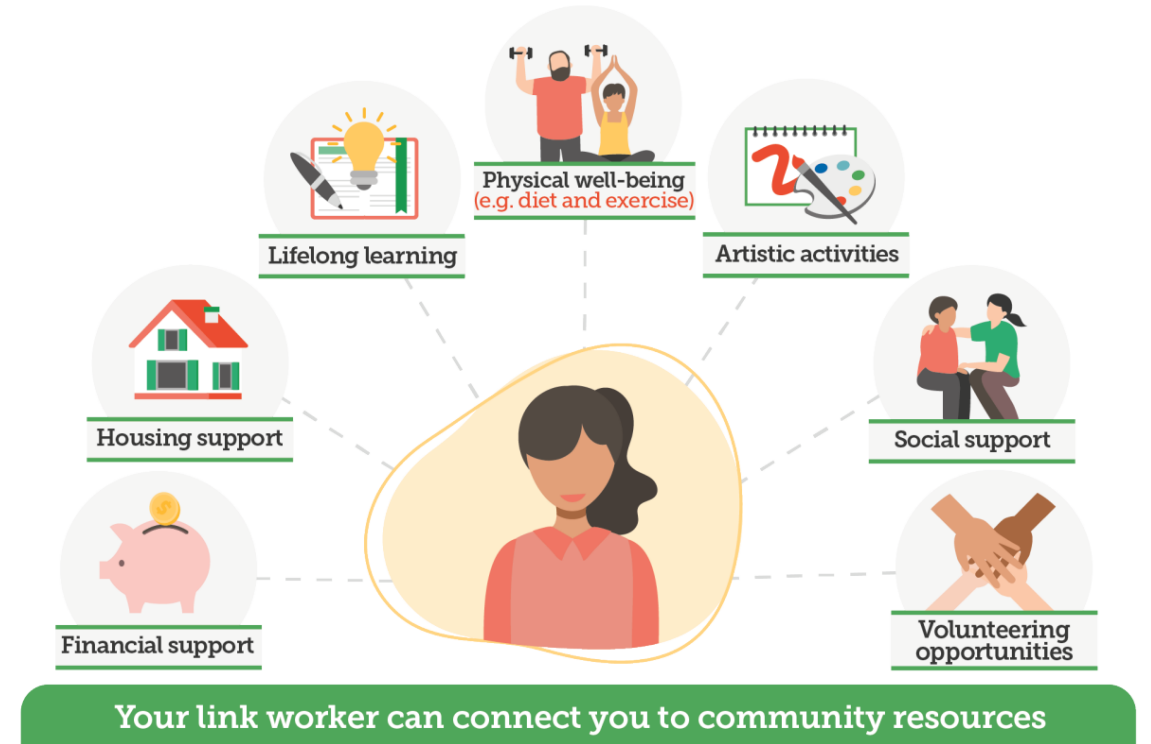 Physical well-being
(e.g. diet and exercise)
Lifelong learning
Artistic activities
Housing support
Social support
Financial support
Volunteering
opportunities
Your link worker can connect you to community resources